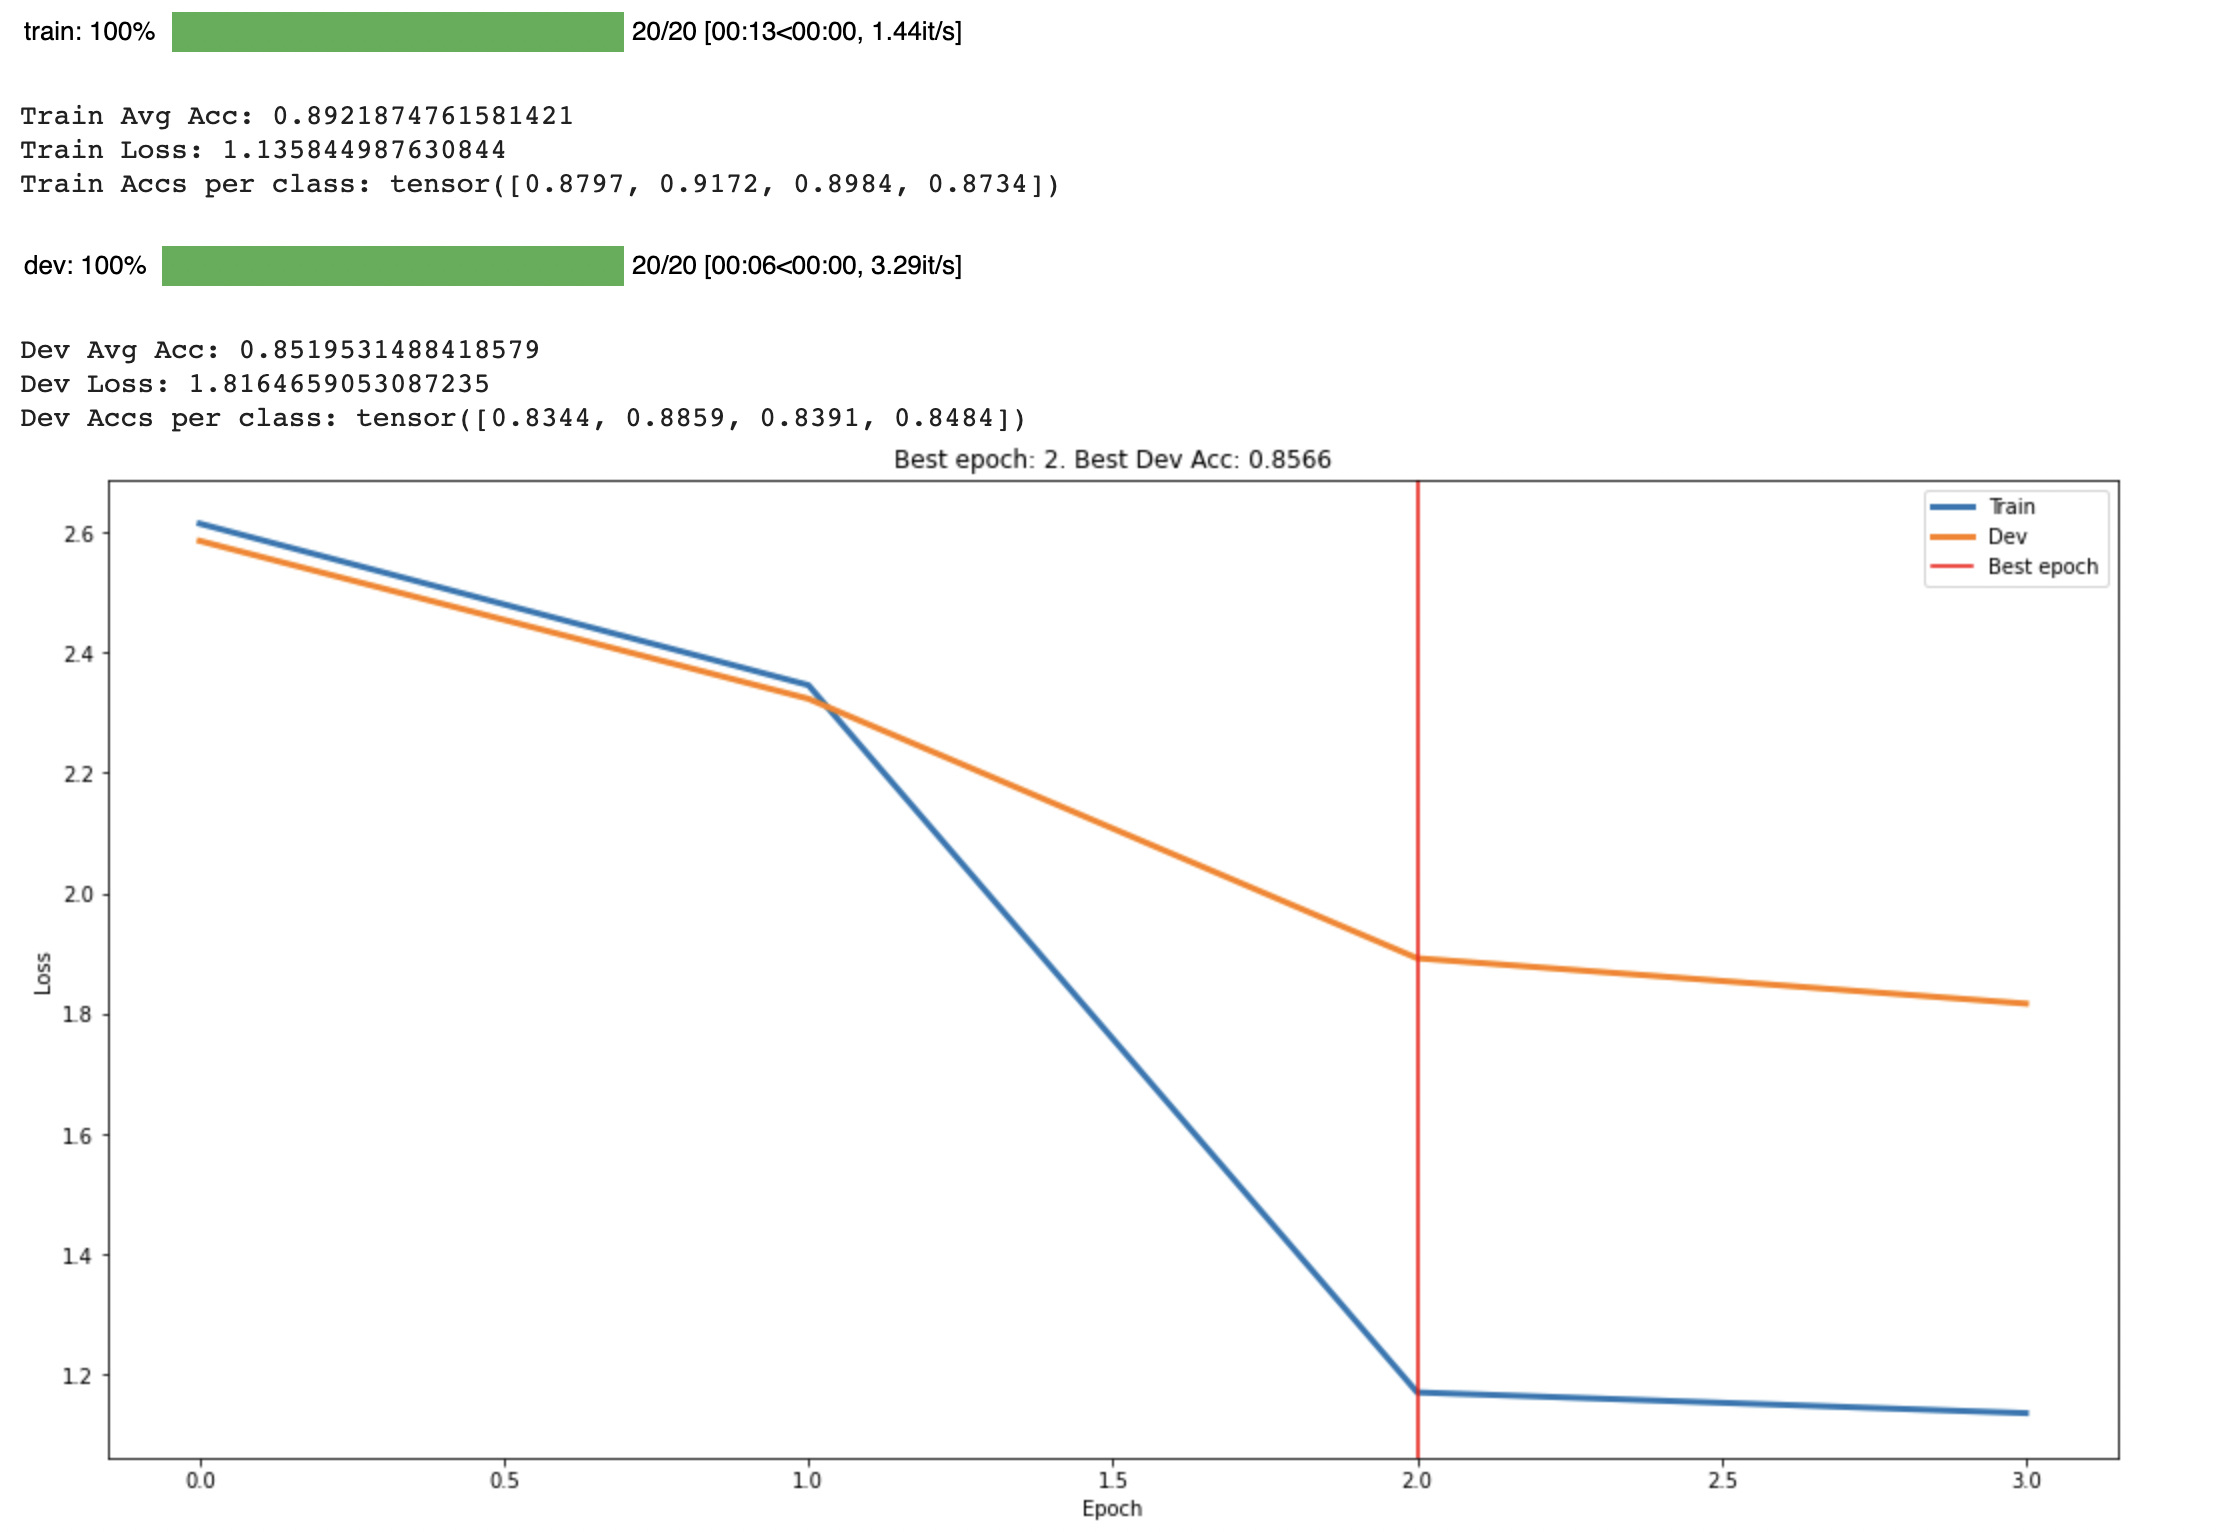 train: 100% 20/20 [00:13<00:00, 1.44it/s]
Train Avg Acc: 0.8921874761581421
Train Loss: 1.135844987630844
Train Accs per class: tensor([0.8797, 0.9172, 0.8984, 0.8734])
dev: 100% 20/20 [00:06<00:00, 3.29it/s]
Dev Avg Acc: 0.8519531488418579
Dev Loss: 1.8164659053087235
Dev Accs per class: tensor([0.8344, 0.8859, 0.8391, 0.8484])
Best epoch: 2. Best Dev Acc: 0.8566
Train
Dev
Best epoch
2.6
2.4
2.2
2.0
1.8
1.6
1.4
1.2
Loss
0.0 0.5 1.0 1.5 2.0 2.5 3.0
Epoch